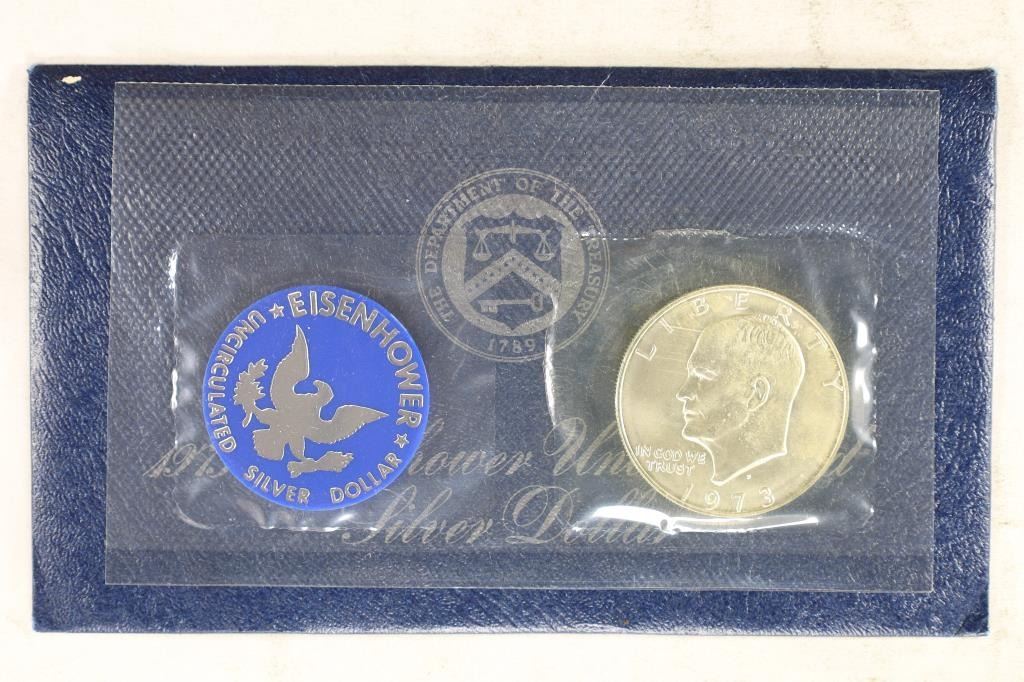 THE DEPARTMENT OF THE TREASURY
1789
★ EISENHOWER ★
UNCIRCULATED SILVER DOLLAR
LIBERTY
IN GOD WE
TRUST
1973
Silver Dollar